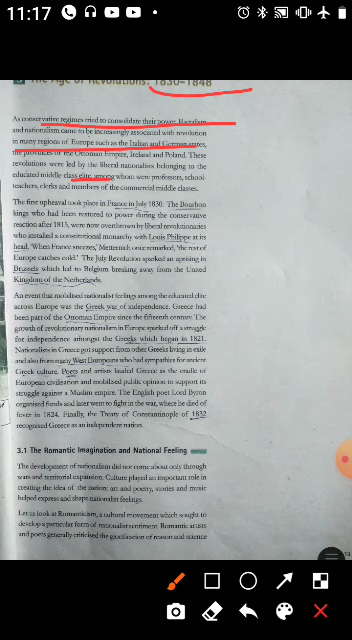 11:17
The Age of Revolutions: 1830-1848
As conservative regimes tried to consolidate their power, liberalism
and nationalism came to be increasingly associated with revolution
in many regions of Europe such as the Italian and German states,
the provinces of the Ottoman Empire, Ireland and Poland. These
revolutions were led by the liberal-nationalists belonging to the
educated middle-class elite, among whom were professors, school-
teachers, clerks and members of the commercial middle classes.
The first upheaval took place in France in July 1830. The Bourbon
kings who had been restored to power during the conservative
reaction after 1815, were now overthrown by liberal revolutionaries
who installed a constitutional monarchy with Louis Philippe at its
head. 'When France sneezes,' Metternich once remarked, 'the rest of
Europe catches cold.' The July Revolution sparked an uprising in
Brussels which led to Belgium breaking away from the United
Kingdom of the Netherlands.
An event that mobilised nationalist feelings among the educated elite
across Europe was the Greek war of independence. Greece had
been part of the Ottoman Empire since the fifteenth century. The
growth of revolutionary nationalism in Europe sparked off a struggle
for independence amongst the Greeks which began in 1821.
Nationalists in Greece got support from other Greeks living in exile
and also from many West Europeans who had sympathies for ancient
Greek culture. Poets and artists lauded Greece as the cradle of
European civilisation and mobilised public opinion to support its
struggle against a Muslim empire. The English poet Lord Byron
organised funds and later went to fight in the war, where he died of
fever in 1824. Finally, the Treaty of Constantinople of 1832
recognised Greece as an independent nation.
3.1 The Romantic Imagination and National Feeling
The development of nationalism did not come about only through
wars and territorial expansion. Culture played an important role in
creating the idea of the nation: art and poetry, stories and music
helped express and shape nationalist feelings.
Let us look at Romanticism, a cultural movement which sought to
develop a particular form of nationalist sentiment. Romantic artists
and poets generally criticised the glorification of reason and science